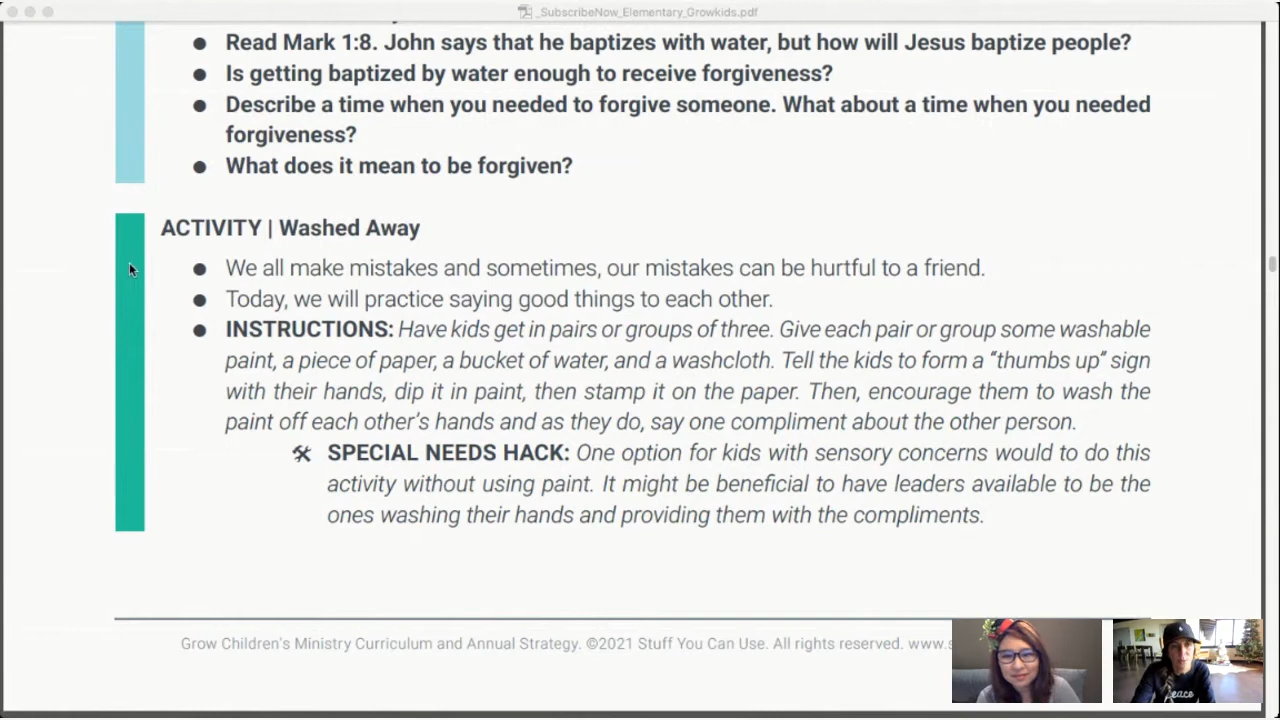 _SubscribeNow_Elementary_Growkids.pdf
● Read Mark 1:8. John says that he baptizes with water, but how will Jesus baptize people?
● Is getting baptized by water enough to receive forgiveness?
● Describe a time when you needed to forgive someone. What about a time when you needed
forgiveness?
● What does it mean to be forgiven?
ACTIVITY | Washed Away
● We all make mistakes and sometimes, our mistakes can be hurtful to a friend.
● Today, we will practice saying good things to each other.
● INSTRUCTIONS: Have kids get in pairs or groups of three. Give each pair or group some washable
paint, a piece of paper, a bucket of water, and a washcloth. Tell the kids to form a “thumbs up” sign
with their hands, dip it in paint, then stamp it on the paper. Then, encourage them to wash the
paint off each other’s hands and as they do, say one compliment about the other person.
SPECIAL NEEDS HACK: One option for kids with sensory concerns would to do this
activity without using paint. It might be beneficial to have leaders available to be the
ones washing their hands and providing them with the compliments.
Grow Children’s Ministry Curriculum and Annual Strategy. ©2021 Stuff You Can Use. All rights reserved. www.s